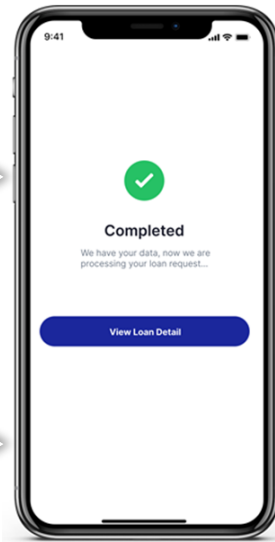 9:41
Completed
We have your data, now we are
processing your loan request...
View Loan Detail